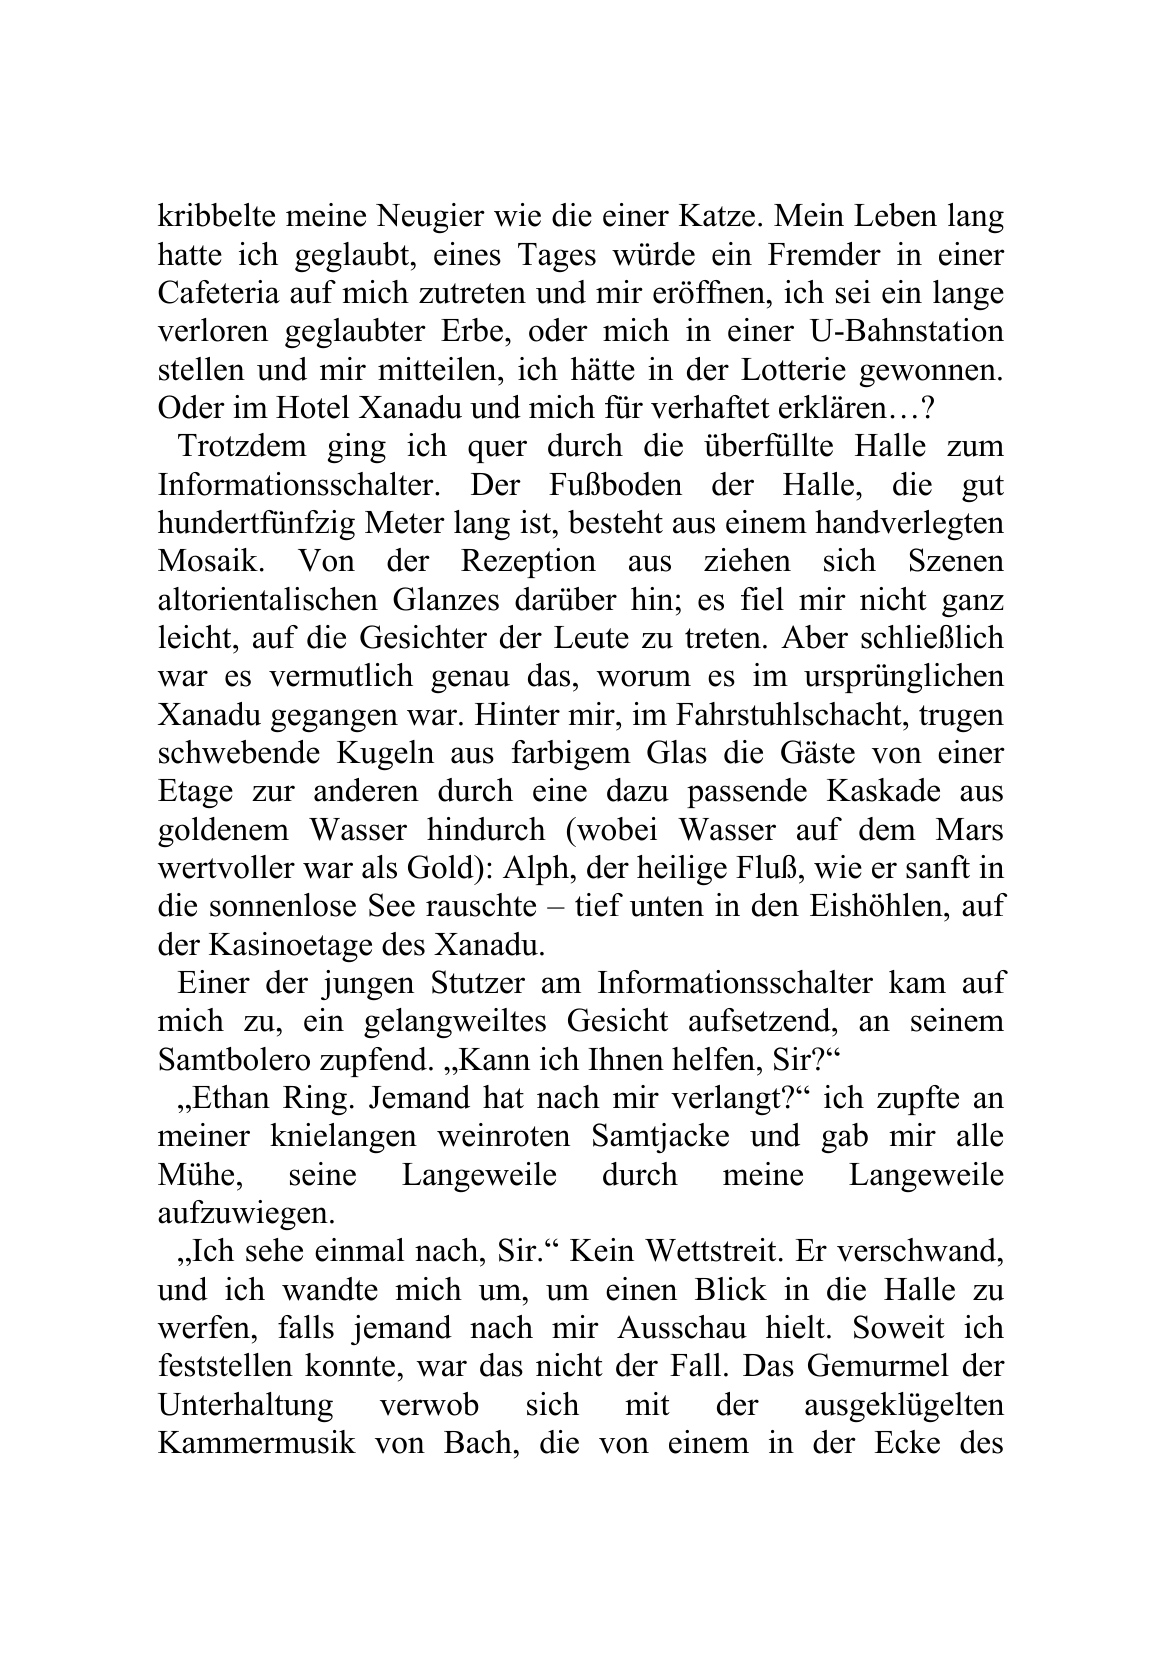 kribbelte meine Neugier wie die einer Katze. Mein Leben lang
hatte ich geglaubt, eines Tages würde ein Fremder in einer
Cafeteria auf mich zutreten und mir eröffnen, ich sei ein lange
verloren geglaubter Erbe, oder mich in einer U-Bahnstation
stellen und mir mitteilen, ich hätte in der Lotterie gewonnen.
Oder im Hotel Xanadu und mich für verhaftet erklären…?
Trotzdem ging ich quer durch die überfüllte Halle zum
Informationsschalter. Der Fußboden der Halle, die gut
hundertfünfzig Meter lang ist, besteht aus einem handverlegten
Mosaik. Von der Rezeption aus ziehen sich Szenen
altorientalischen Glanzes darüber hin; es fiel mir nicht ganz
leicht, auf die Gesichter der Leute zu treten. Aber schließlich
war es vermutlich genau das, worum es im ursprünglichen
Xanadu gegangen war. Hinter mir, im Fahrstuhlschacht, trugen
schwebende Kugeln aus farbigem Glas die Gäste von einer
Etage zur anderen durch eine dazu passende Kaskade aus
goldenem Wasser hindurch (wobei Wasser auf dem Mars
wertvoller war als Gold): Alph, der heilige Fluß, wie er sanft in
die sonnenlose See rauschte – tief unten in den Eishöhlen, auf
der Kasinoetage des Xanadu.
Einer der jungen Stutzer am Informationsschalter kam auf
mich zu, ein gelangweiltes Gesicht aufsetzend, an seinem
Samtbolero zupfend. „Kann ich Ihnen helfen, Sir?“
„Ethan Ring. Jemand hat nach mir verlangt?“ ich zupfte an
meiner knielangen weinroten Samtjacke und gab mir alle
Mühe, seine Langeweile durch meine Langeweile
aufzuwiegen.
„Ich sehe einmal nach, Sir.“ Kein Wettstreit. Er verschwand,
und ich wandte mich um, um einen Blick in die Halle zu
werfen, falls jemand nach mir Ausschau hielt. Soweit ich
feststellen konnte, war das nicht der Fall. Das Gemurmel der
Unterhaltung verwob sich mit der ausgeklügelten
Kammermusik von Bach, die von einem in der Ecke des